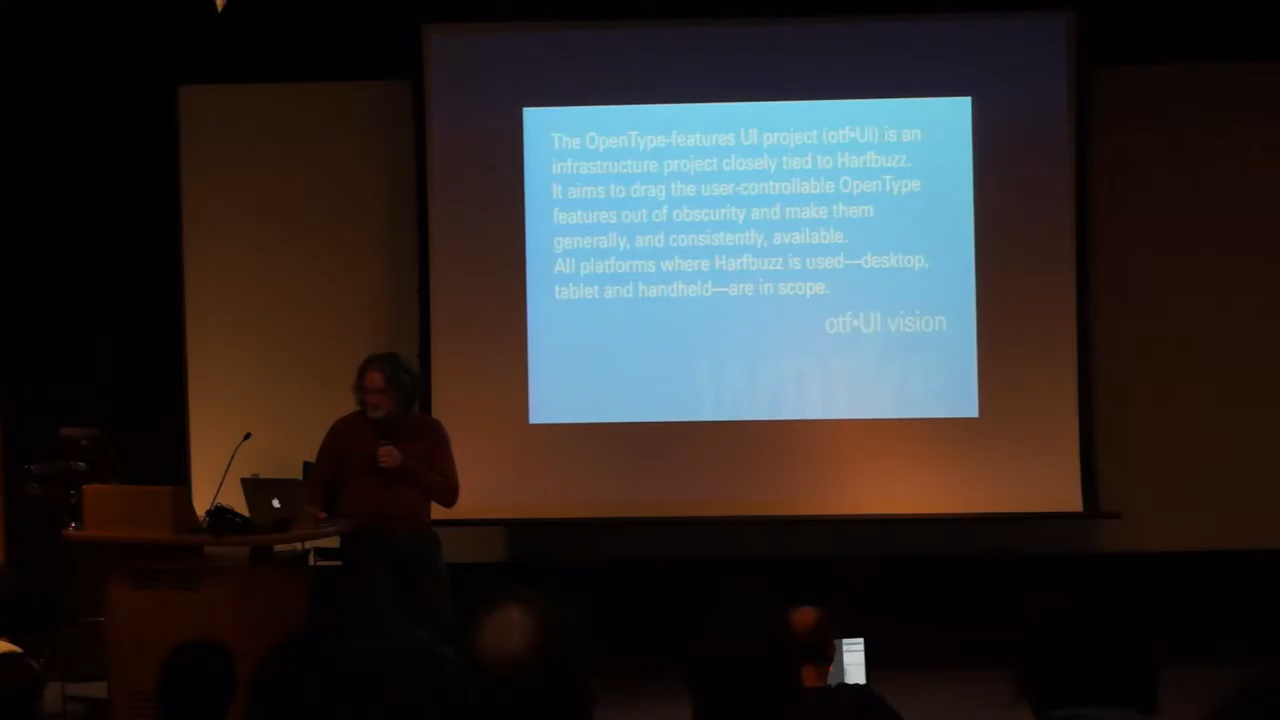 The OpenType-features UI project (otf•UI) is an
infrastructure project closely tied to Harfbuzz.
It aims to drag the user-controllable OpenType
features out of obscurity and make them
generally, and consistently, available.
All platforms where Harfbuzz is used—desktop,
tablet and handheld—are in scope.
otf•UI vision